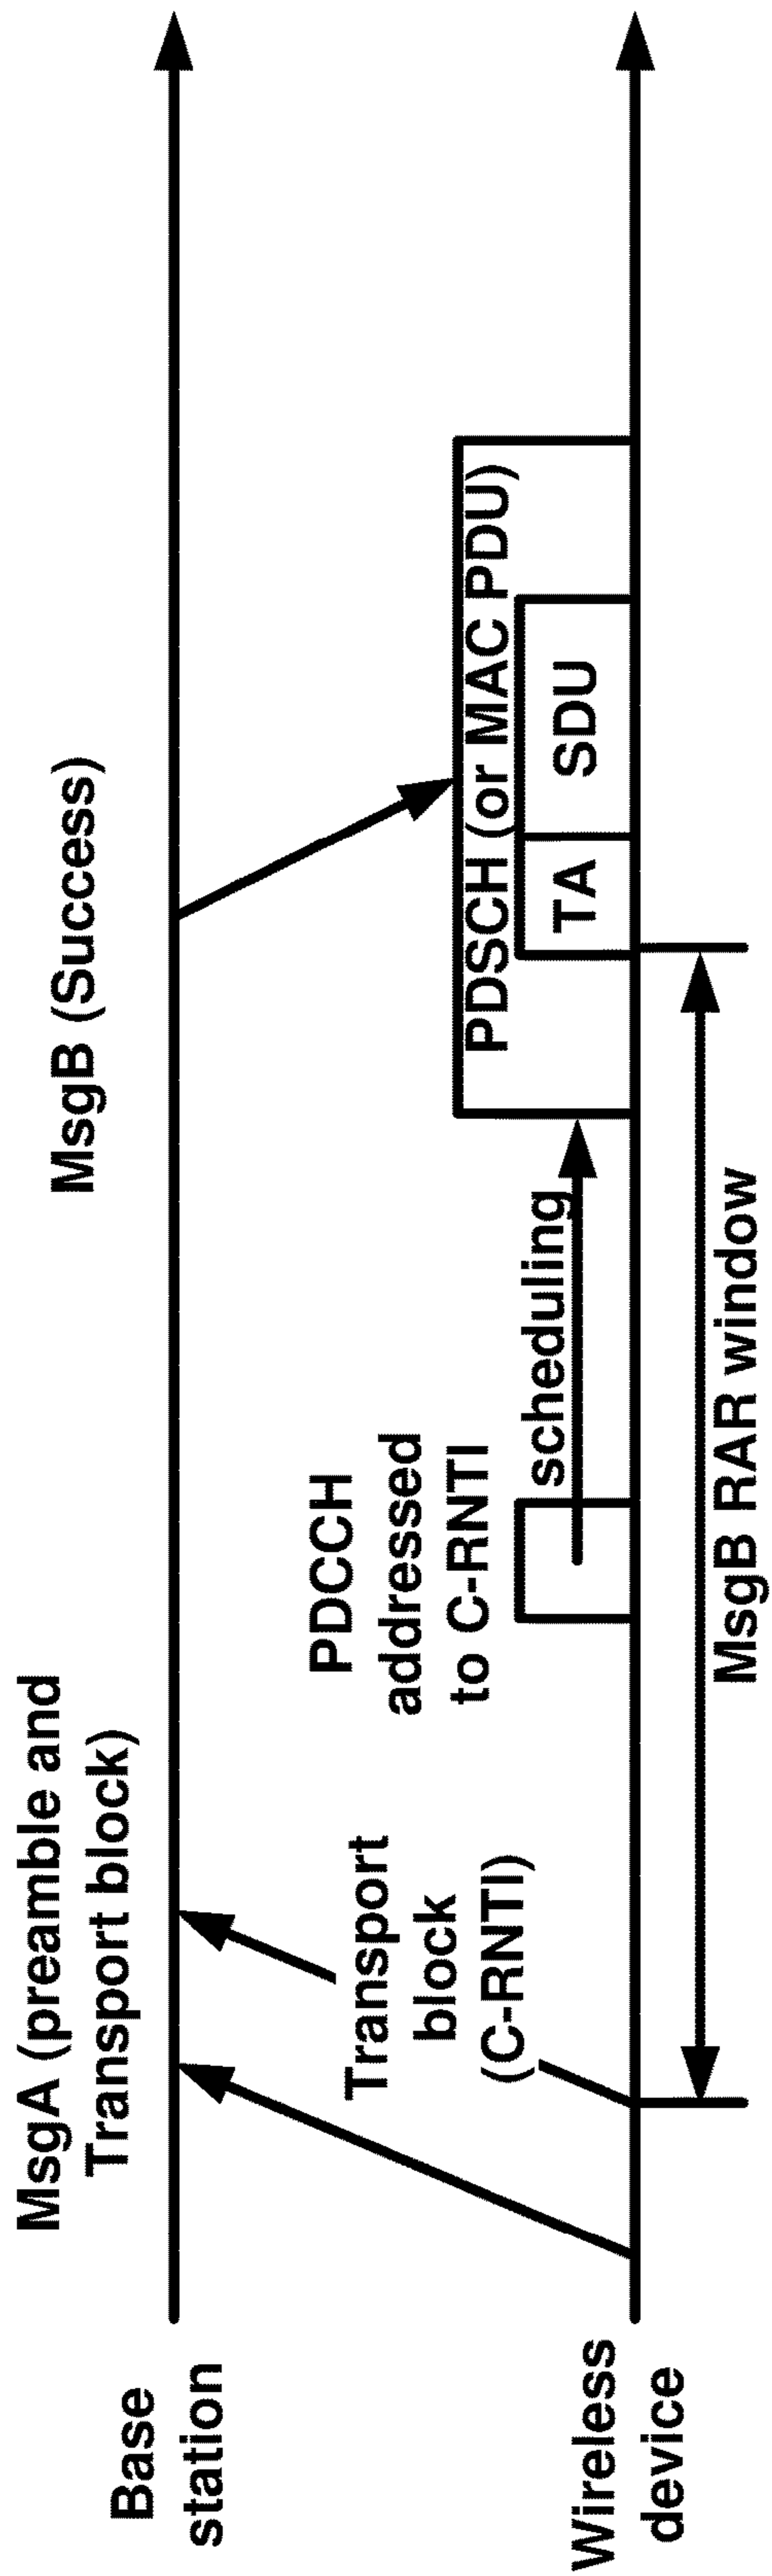 MsgA (preamble and
Transport block)
MsgB (Success)
Base
station
Transport
block
(C-RNTI)
PDCCH
addressed
to C-RNTI
scheduling
PDSCH (or MAC PDU)
TA
SDU
Wireless
device
MsgB RAR window